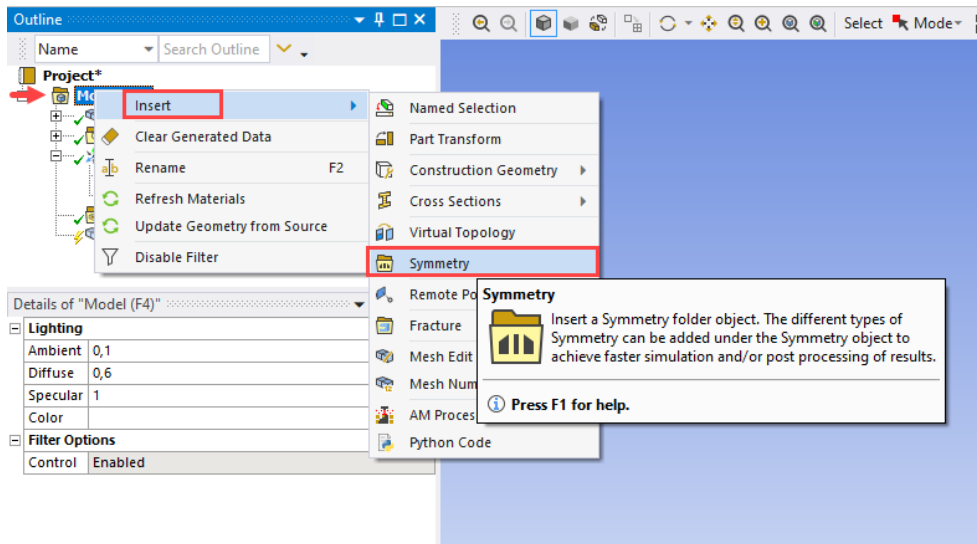 Outline
Name
Search Outline
Select
Mode
Project*
Insert
Clear Generated Data
Rename F2
Refresh Materials
Update Geometry from Source
Disable Filter
Named Selection
Part Transform
Construction Geometry
Cross Sections
Virtual Topology
Symmetry
Remote
Fracture
Mesh Edit
Mesh
AM
Python Code
Symmetry
Insert a Symmetry folder object. The different types of
Symmetry can be added under the Symmetry object to
achieve faster simulation and/or post processing of results.
Press F1 for help.
Details of "Model (F4)"
Lighting
Ambient 0,1
Diffuse 0,6
Specular 1
Color
Filter Options
Control Enabled